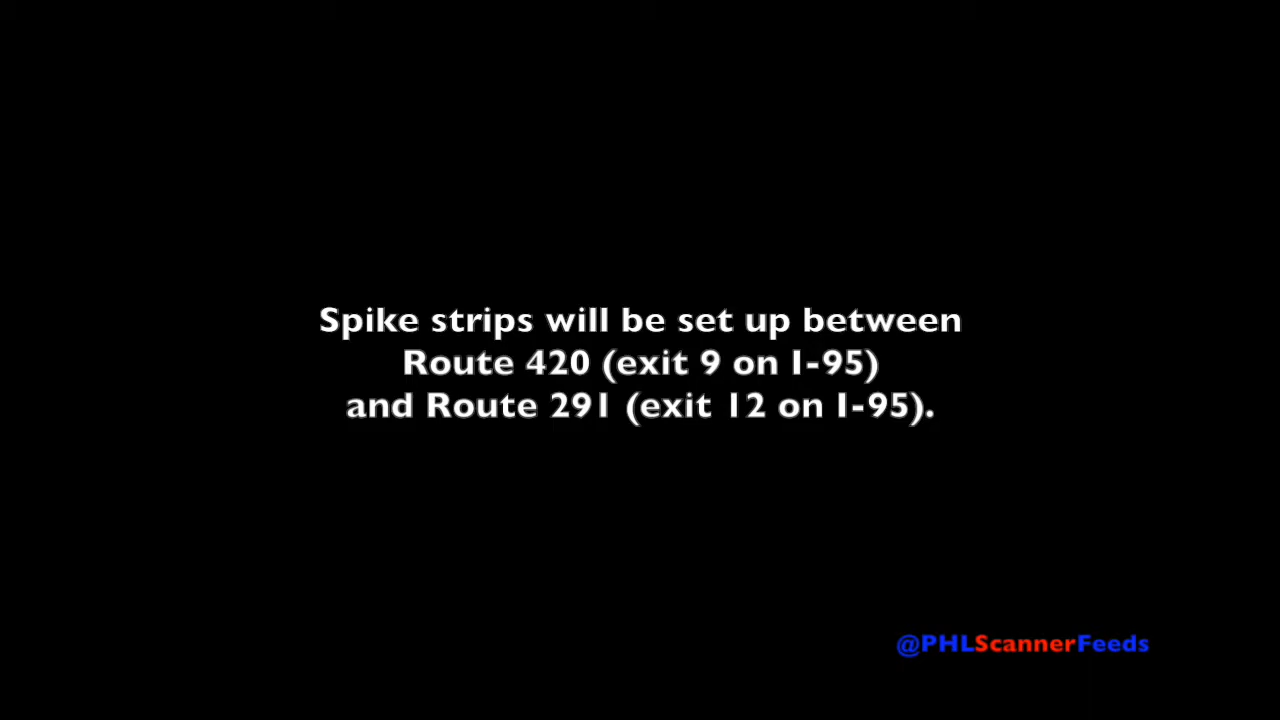 Spike strips will be set up between
Route 420 (exit 9 on I-95)
and Route 291 (exit 12 on I-95).
@PHLScannerFeeds